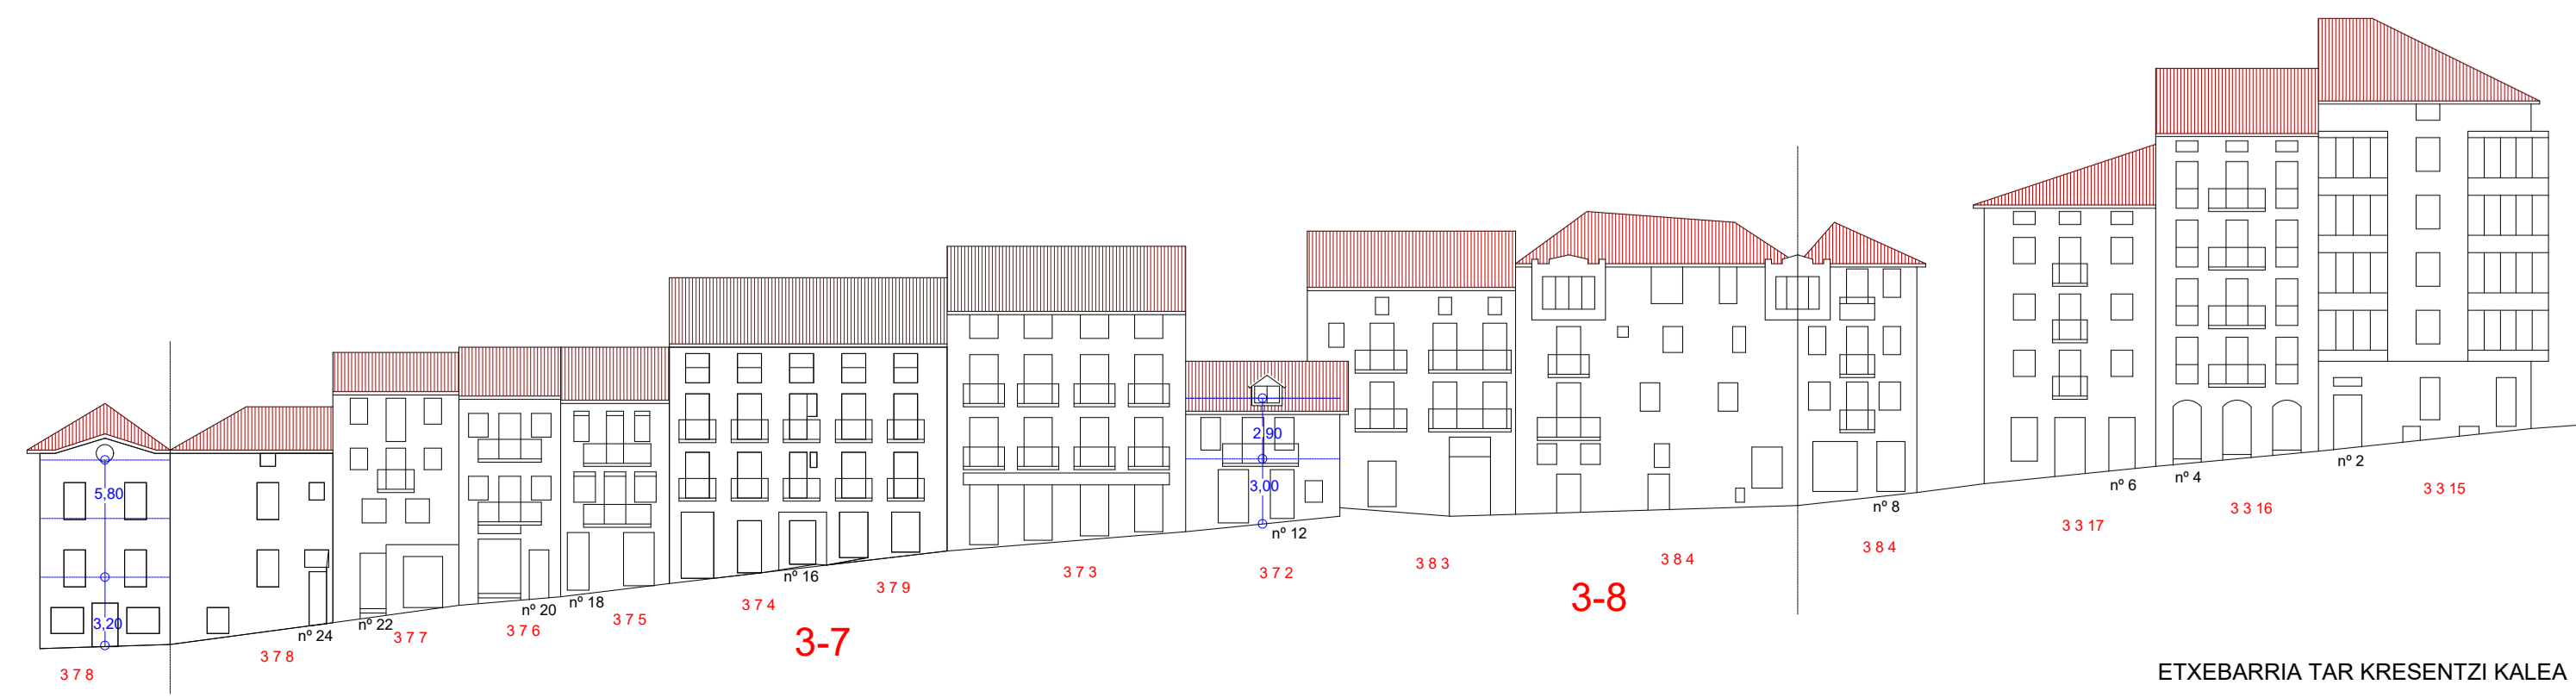 5,80
3,20
2,90
3,00
nº 24
nº 22
nº 20
nº 18
nº 16
nº 12
nº 8
nº 6
nº 4
nº 2
3 7 8
3 7 8
3 7 7
3 7 6
3 7 5
3 7 4
3 7 9
3 7 3
3 7 2
3 8 3
3 8 4
3 8 4
3 3 17
3 3 16
3 3 15
3-7
3-8
ETXEBARRIA TAR KRESENTZI KALEA